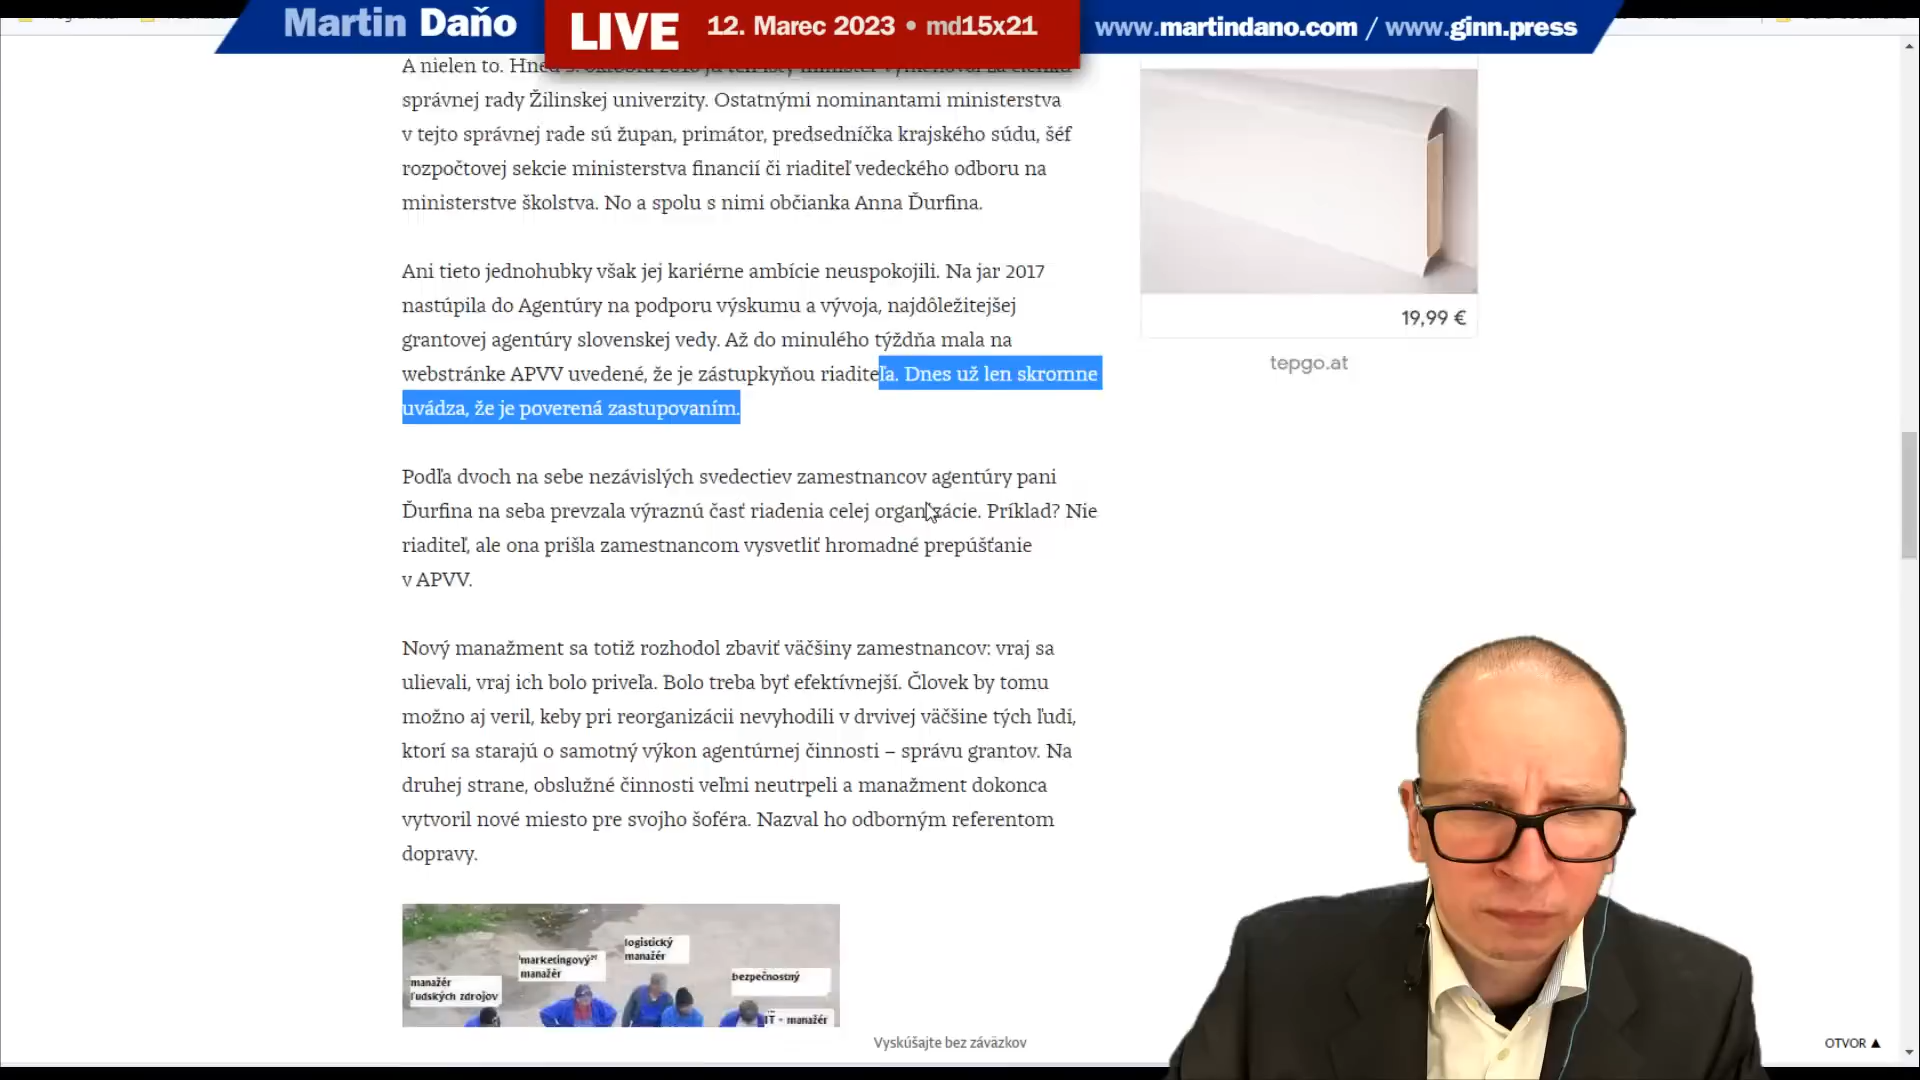 Martin Daňo
LIVE
12. Marec 2023 • md15x21
www.martindano.com / www.ginn.press
A nielen to. Hneď
správnej rady Žilinskej univerzity. Ostatnými nominantami ministerstva
v tejto správnej rade sú župan, primátor, predsedníčka krajského súdu, šéf
rozpočtovej sekcie ministerstva financií či riaditeľ vedeckého odboru na
ministerstve školstva. No a spolu s nimi občianka Anna Ďurfina.
Ani tieto jednohubky však jej kariérne ambície neuspokojili. Na jar 2017
nastúpila do Agentúry na podporu výskumu a vývoja, najdôležitejšej
grantovej agentúry slovenskej vedy. Až do minulého týždňa mala na
webstránke APVV uvedené, že je zástupkyňou riaditeľa. Dnes už len skromne
uvádza, že je poverená zastupovaním.
Podľa dvoch na sebe nezávislých svedectiev zamestnancov agentúry pani
Ďurfina na seba prevzala výraznú časť riadenia celej organizácie. Príklad? Nie
riaditeľ, ale ona prišla zamestnancom vysvetliť hromadné prepúšťanie
v APVV.
Nový manažment sa totiž rozhodol zbaviť väčšiny zamestnancov: vraj sa
ulievali, vraj ich bolo priveľa. Bolo treba byť efektívnejší. Človek by tomu
možno aj veril, keby pri reorganizácii nevyhodili v drvivej väčšine tých ľudí,
ktorí sa starajú o samotný výkon agentúrnej činnosti – správu grantov. Na
druhej strane, obslužné činnosti veľmi neutrpeli a manažment dokonca
vytvoril nové miesto pre svojho šoféra. Nazval ho odborným referentom
dopravy.
19,99 €
tepgo.at
logistický
manažér
"marketingový"
manažér
manažér
ľudských zdrojov
bezpečnostný
IT - manažér
Vyskúšajte bez záväzkov
OTVOR ▲